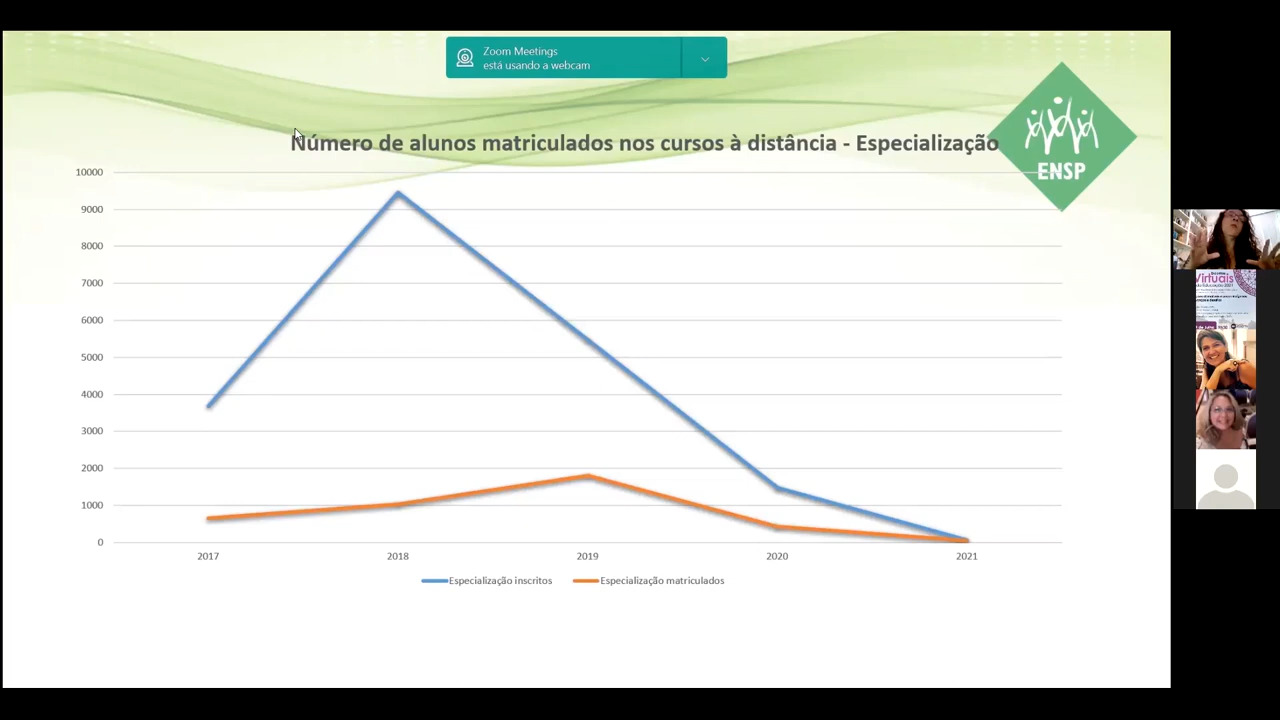 Zoom Meetings
está usando a webcam
Número de alunos matriculados nos cursos à distância - Especialização
ENSP
10000
9000
8000
7000
6000
5000
4000
3000
2000
1000
0
2017 2018 2019 2020 2021
Especialização inscritos Especialização matriculados
Virtuais